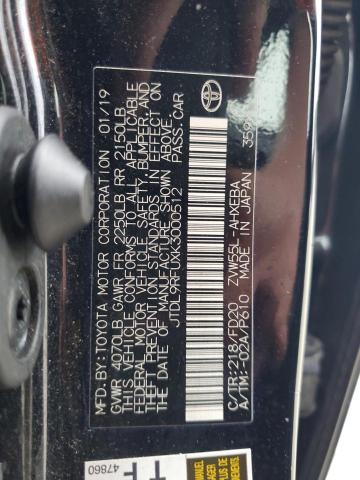 MFD.BY:TOYOTA MOTOR CORPORATION 01/19
GVWR 4070LB GAWR FR 2250LB RR 2150LB
THIS VEHICLE CONFORMS TO ALL APPLICABLE
FEDERAL MOTOR VEHICLE SAFETY, BUMPER, AND
THEFT PREVENTION STANDARDS IN EFFECT ON
THE DATE OF MANUFACTURE SHOWN ABOVE.
JTDL9RFUXK3000512 PASS.CAR
C/TR:218/FD20 ZVW55L-AHXEBA
A/TM:-02A/P610 MADE IN JAPAN
47860
MANUEL